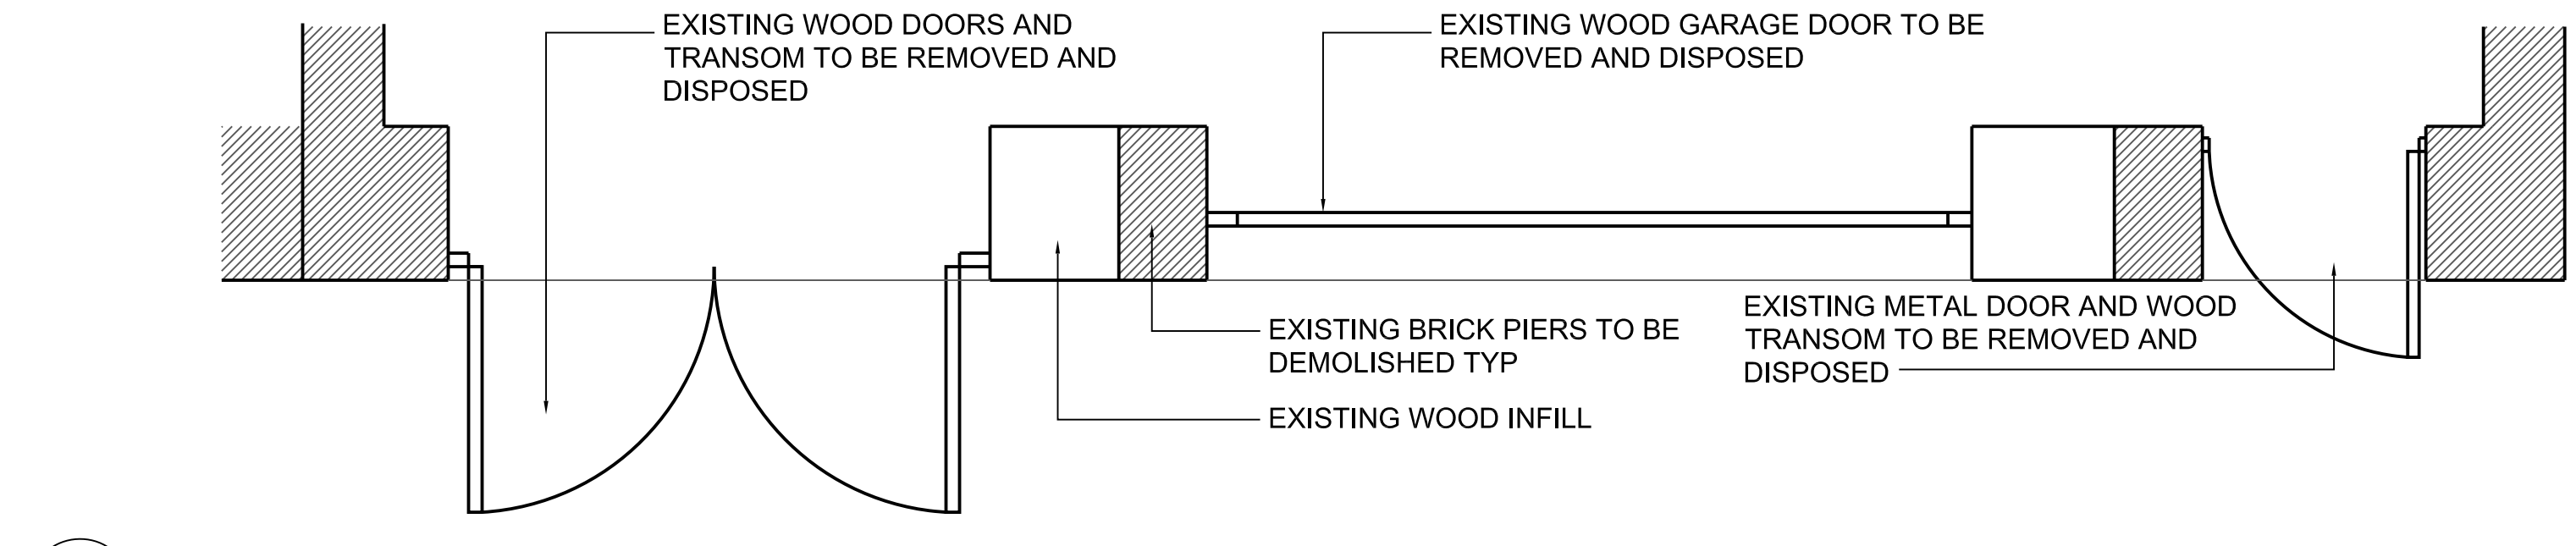 EXISTING WOOD DOORS AND
TRANSOM TO BE REMOVED AND
DISPOSED
EXISTING WOOD GARAGE DOOR TO BE
REMOVED AND DISPOSED
EXISTING BRICK PIERS TO BE
DEMOLISHED TYP
EXISTING WOOD INFILL
EXISTING METAL DOOR AND WOOD
TRANSOM TO BE REMOVED AND
DISPOSED